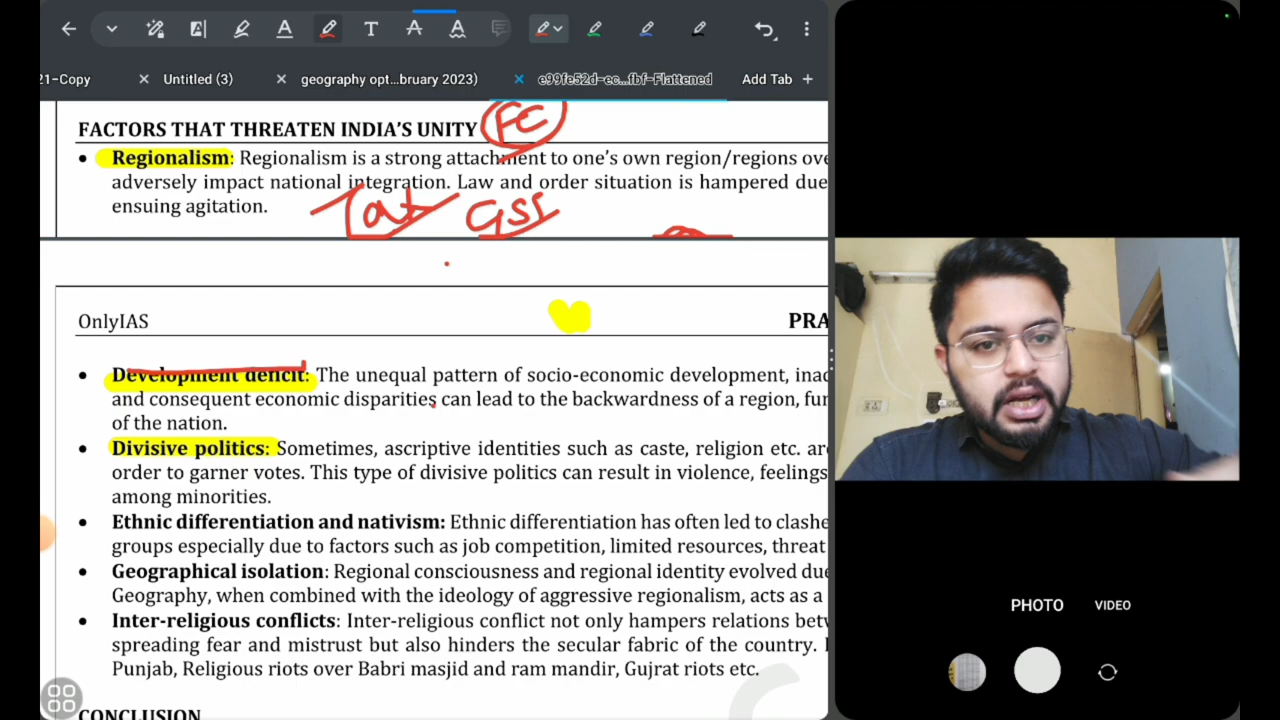 21-Copy
Untitled (3)
geography opt...bruary 2023)
e99fe52d-ec...fbf-Flattened
Add Tab +
FACTORS THAT THREATEN INDIA'S UNITY
FC
Regionalism: Regionalism is a strong attachment to one's own region/regions ove
adversely impact national integration. Law and order situation is hampered due
ensuing agitation.
OnlyIAS
PRA
Development deficit: The unequal pattern of socio-economic development, inad
and consequent economic disparities can lead to the backwardness of a region, fur
of the nation.
Divisive politics: Sometimes, ascriptive identities such as caste, religion etc. ar
order to garner votes. This type of divisive politics can result in violence, feelings
among minorities.
Ethnic differentiation and nativism: Ethnic differentiation has often led to clashe
groups especially due to factors such as job competition, limited resources, threat
Geographical isolation: Regional consciousness and regional identity evolved due
Geography, when combined with the ideology of aggressive regionalism, acts as a
Inter-religious conflicts: Inter-religious conflict not only hampers relations betw
spreading fear and mistrust but also hinders the secular fabric of the country.
Punjab, Religious riots over Babri masjid and ram mandir, Gujrat riots etc.
CONCLUSION
PHOTO
VIDEO